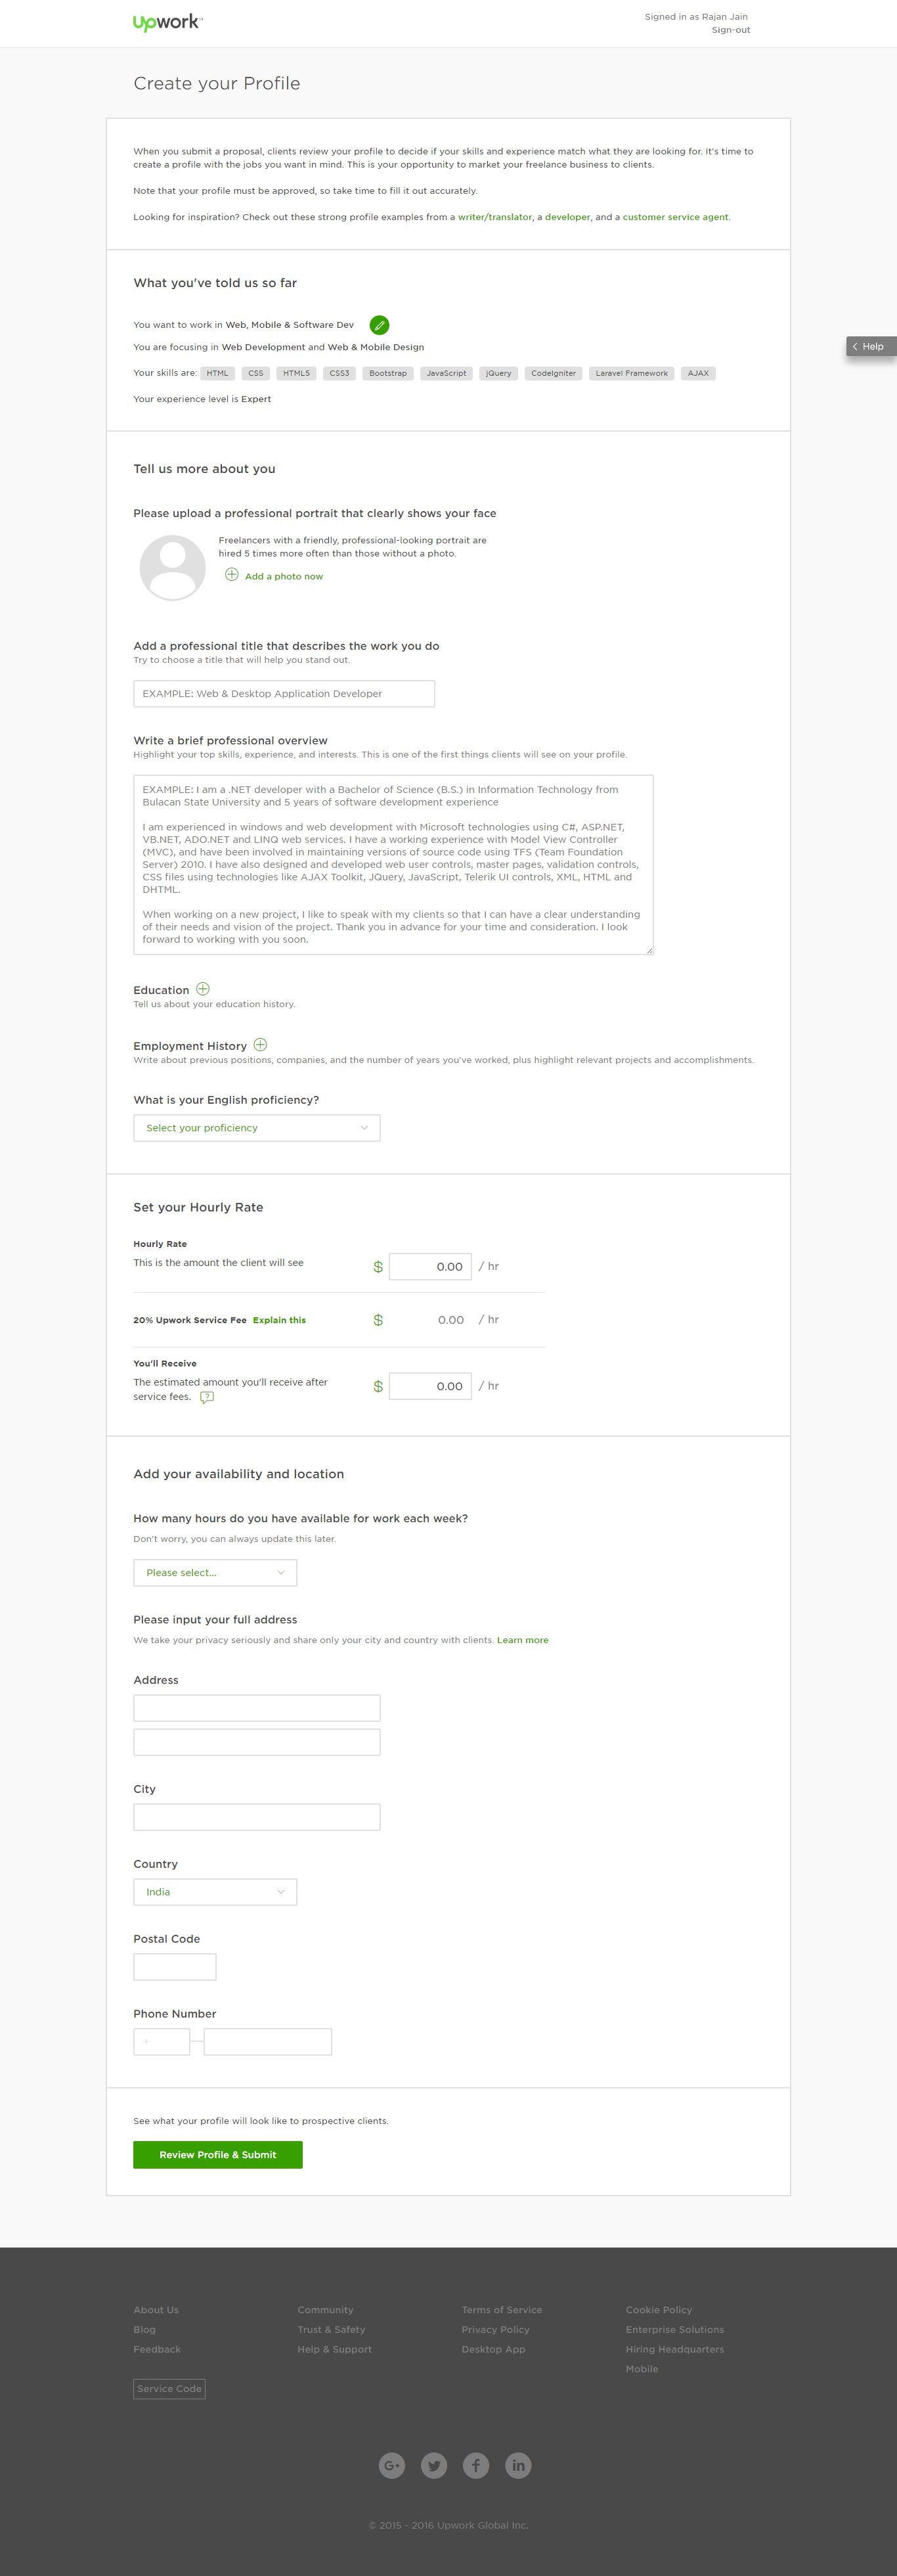 Upwork™
Signed in as Rajan Jain
Sign-out
Create your Profile
When you submit a proposal, clients review your profile to decide if your skills and experience match what they are looking for. It's time to
create a profile with the jobs you want in mind. This is your opportunity to market your freelance business to clients.
Note that your profile must be approved, so take time to fill it out accurately.
Looking for inspiration? Check out these strong profile examples from a writer/translator, a developer, and a customer service agent.
What you've told us so far
You want to work in Web, Mobile & Software Dev
Help
You are focusing in Web Development and Web & Mobile Design
Your skills are: HTML CSS HTML5 CSS3 Bootstrap JavaScript jQuery CodeIgniter Laravel Framework AJAX
Your experience level is Expert
Tell us more about you
Please upload a professional portrait that clearly shows your face
Freelancers with a friendly, professional-looking portrait are
hired 5 times more often than those without a photo.
Add a photo now
Add a professional title that describes the work you do
Try to choose a title that will help you stand out.
EXAMPLE: Web & Desktop Application Developer
Write a brief professional overview
Highlight your top skills, experience, and interests. This is one of the first things clients will see on your profile.
EXAMPLE: I am a .NET developer with a Bachelor of Science (B.S.) in Information Technology from
Bulacan State University and 5 years of software development experience
I am experienced in windows and web development with Microsoft technologies using C#, ASP.NET,
VB.NET, ADO.NET and LINQ web services. I have a working experience with Model View Controller
(MVC), and have been involved in maintaining versions of source code using TFS (Team Foundation
Server) 2010. I have also designed and developed web user controls, master pages, validation controls,
CSS files using technologies like AJAX Toolkit, JQuery, JavaScript, Telerik UI controls, XML, HTML and
DHTML.
When working on a new project, I like to speak with my clients so that I can have a clear understanding
of their needs and vision of the project. Thank you in advance for your time and consideration. I look
forward to working with you soon.
Education
Tell us about your education history.
Employment History
Write about previous positions, companies, and the number of years you've worked, plus highlight relevant projects and accomplishments.
What is your English proficiency?
Select your proficiency
Set your Hourly Rate
Hourly Rate
This is the amount the client will see
$ 0.00 / hr
20% Upwork Service Fee Explain this
$ 0.00 / hr
You'll Receive
The estimated amount you'll receive after
service fees. ?
$ 0.00 / hr
Add your availability and location
How many hours do you have available for work each week?
Don't worry, you can always update this later.
Please select...
Please input your full address
We take your privacy seriously and share only your city and country with clients. Learn more
Address
City
Country
India
Postal Code
Phone Number
+
See what your profile will look like to prospective clients.
Review Profile & Submit
About Us Community Terms of Service Cookie Policy
Blog Trust & Safety Privacy Policy Enterprise Solutions
Feedback Help & Support Desktop App Hiring Headquarters
Mobile
Service Code
G+ f in
© 2015 - 2016 Upwork Global Inc.